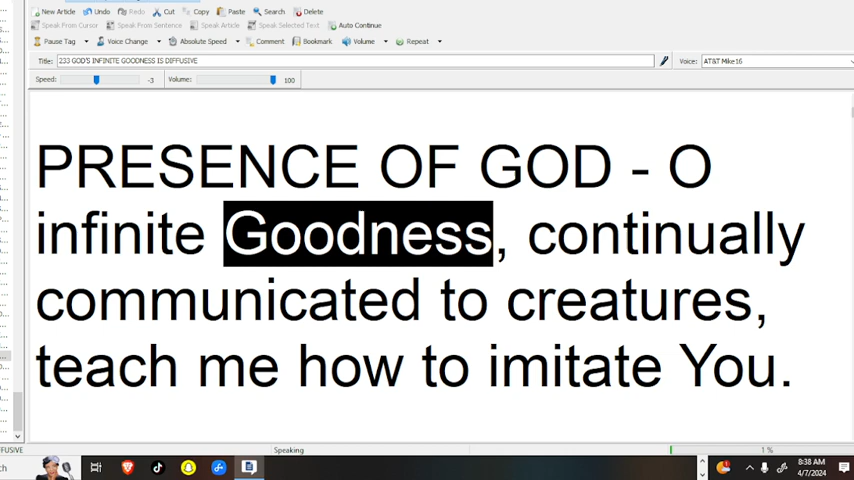 New Article Undo Redo Cut Copy Paste Search Delete
Speak From Cursor Speak From Sentence Speak Article Speak Selected Text Auto Continue
Pause Tag Voice Change Absolute Speed Comment Bookmark Volume Repeat
Title: 233 GOD'S INFINITE GOODNESS IS DIFFUSIVE Voice: AT&T Mike16
Speed: -3 Volume: 100
PRESENCE OF GOD - O
infinite Goodness, continually
communicated to creatures,
teach me how to imitate You.
FUSIVE Speaking 1 %
ch 8:38 AM
4/7/2024